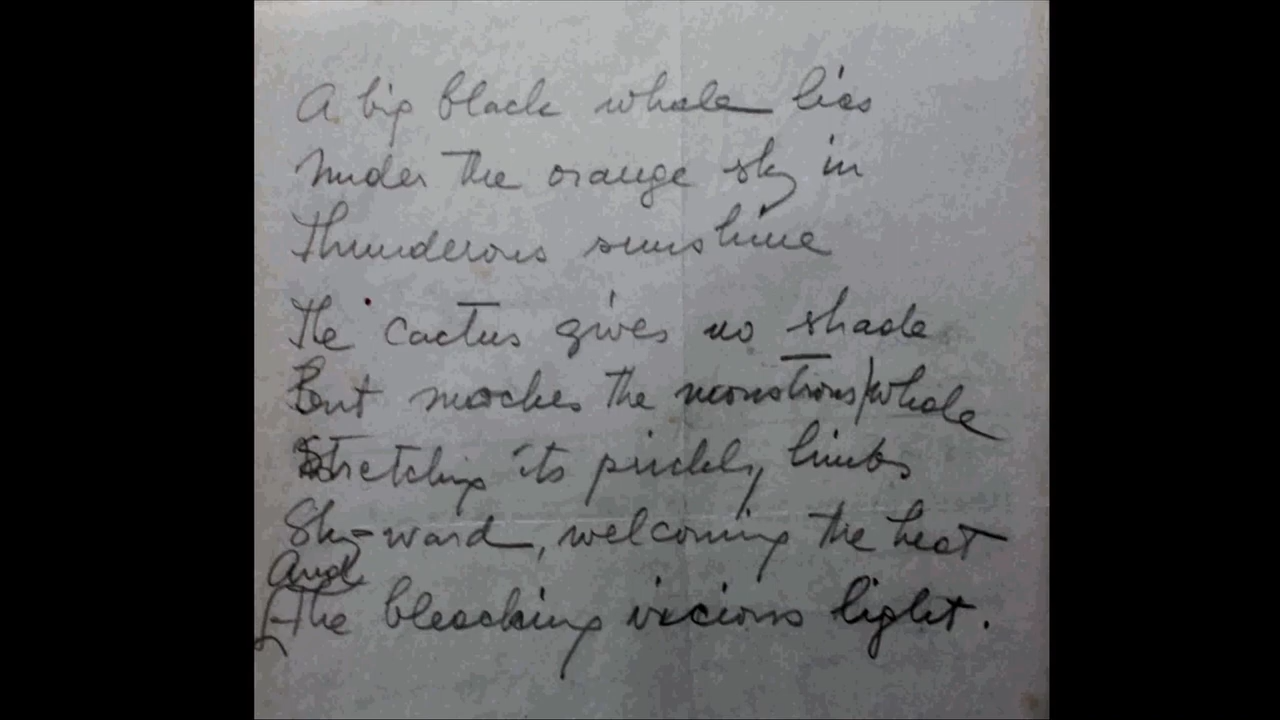 A big black whale lies
Under the orange sky in
Thunderous sunshine
The cactus gives no shade
But mockes the monstrous whale
Stretching its prickly limbs
Sky-ward, welcoming the heat
And
the bleaching vicious light.